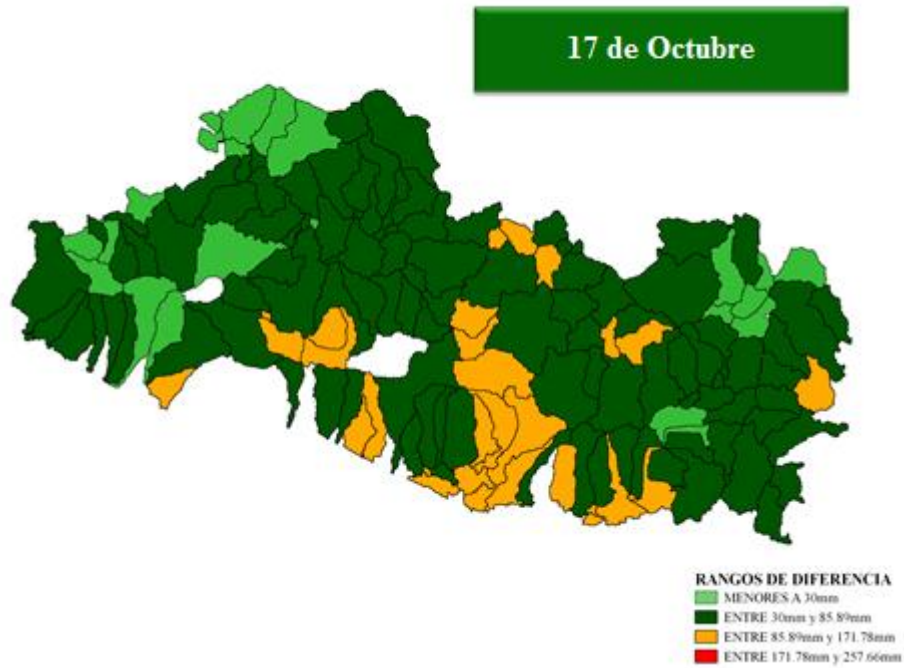 17 de Octubre
RANGOS DE DIFERENCIA
MENORES A 30mm
ENTRE 30mm y 85.89mm
ENTRE 85.89mm y 171.78mm
ENTRE 171.78mm y 257.66mm